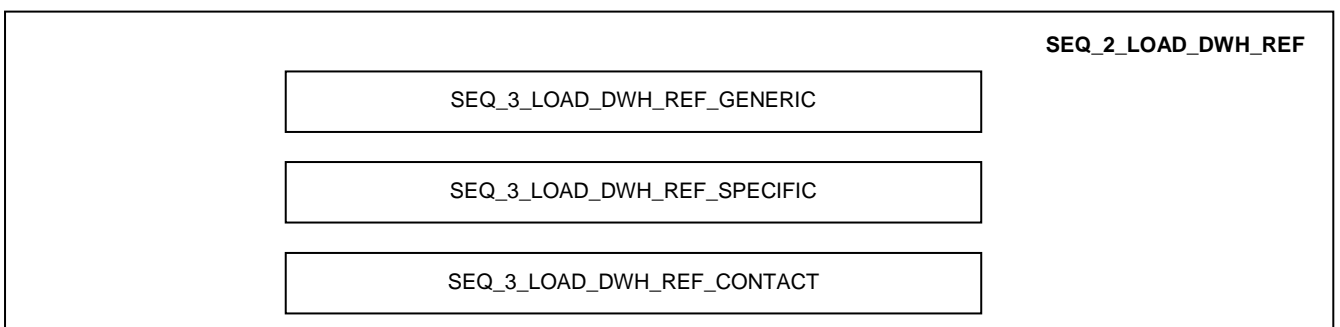 SEQ_2_LOAD_DWH_REF
SEQ_3_LOAD_DWH_REF_GENERIC
SEQ_3_LOAD_DWH_REF_SPECIFIC
SEQ_3_LOAD_DWH_REF_CONTACT